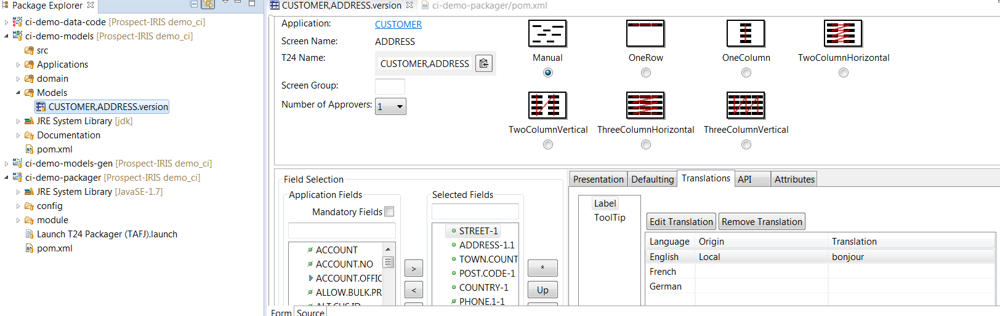 Package Explorer
ci-demo-data-code [Prospect-IRIS demo_ci]
ci-demo-models [Prospect-IRIS demo_ci]
src
Applications
domain
Models
CUSTOMER,ADDRESS.version
JRE System Library [jdk]
Documentation
pom.xml
ci-demo-models-gen [Prospect-IRIS demo_ci]
ci-demo-packager [Prospect-IRIS demo_ci]
JRE System Library [JavaSE-1.7]
config
module
Launch T24 Packager (TAFJ).launch
pom.xml
CUSTOMER,ADDRESS.version
ci-demo-packager/pom.xml
Application: CUSTOMER
Screen Name: ADDRESS
T24 Name: CUSTOMER,ADDRESS
Screen Group:
Number of Approvers: 1
Manual OneRow OneColumn TwoColumnHorizontal
TwoColumnVertical ThreeColumnHorizontal ThreeColumnVertical
Field Selection
Application Fields
Mandatory Fields
ACCOUNT
ACCOUNT.NO
ACCOUNT.OFFIC
ALLOW.BULK.PR
>
<
Selected Fields
STREET-1
ADDRESS-1.1
TOWN.COUNT
POST.CODE-1
COUNTRY-1
PHONE.1-1
*
Up
Presentation Defaulting Translations API Attributes
Label
ToolTip
Edit Translation Remove Translation
Language Origin Translation
English Local bonjour
French
German
Form Source